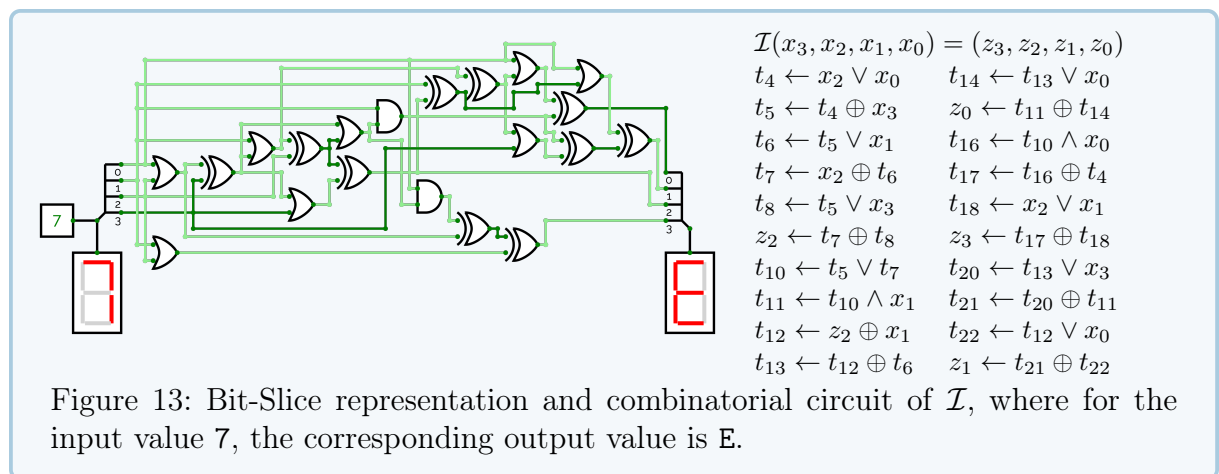 7
0
1
2
3
0
1
2
3
ℐ(x₃, x₂, x₁, x₀) = (z₃, z₂, z₁, z₀)
t₄ ← x₂ ∨ x₀ t₁₄ ← t₁₃ ∨ x₀
t₅ ← t₄ ⊕ x₃ z₀ ← t₁₁ ⊕ t₁₄
t₆ ← t₅ ∨ x₁ t₁₆ ← t₁₀ ∧ x₀
t₇ ← x₂ ⊕ t₆ t₁₇ ← t₁₆ ⊕ t₄
t₈ ← t₅ ∨ x₃ t₁₈ ← x₂ ∨ x₁
z₂ ← t₇ ⊕ t₈ z₃ ← t₁₇ ⊕ t₁₈
t₁₀ ← t₅ ∨ t₇ t₂₀ ← t₁₃ ∨ x₃
t₁₁ ← t₁₀ ∧ x₁ t₂₁ ← t₂₀ ⊕ t₁₁
t₁₂ ← z₂ ⊕ x₁ t₂₂ ← t₁₂ ∨ x₀
t₁₃ ← t₁₂ ⊕ t₆ z₁ ← t₂₁ ⊕ t₂₂
7
E
Figure 13: Bit-Slice representation and combinatorial circuit of ℐ, where for the
input value 7, the corresponding output value is E.